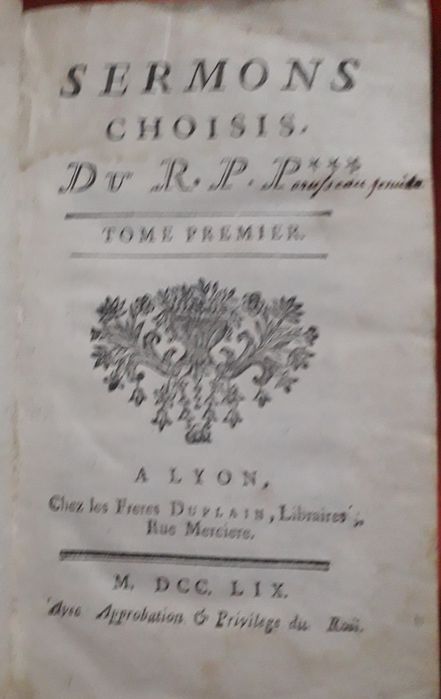 SERMONS
CHOISIS.
DU R. P. P***
TOME PREMIER.
A LYON,
Chez les Freres DUPLAIN, Libraires,
Rue Merciere.
M. DCC. LIX.
Avec Approbation & Privilege du Roi.